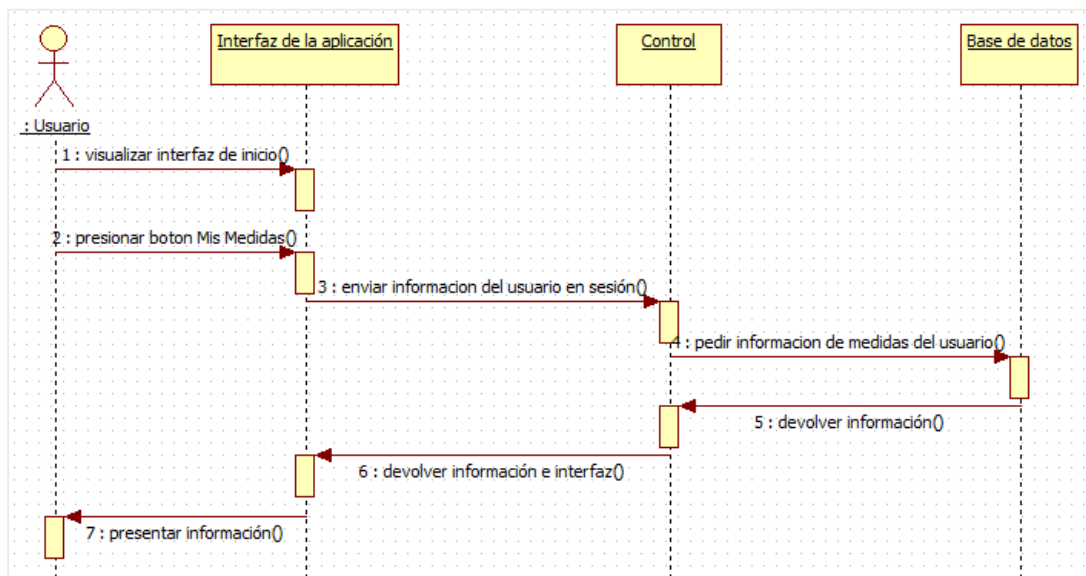 Interfaz de la aplicación
Control
Base de datos
: Usuario
1 : visualizar interfaz de inicio()
2 : presionar boton Mis Medidas()
3 : enviar informacion del usuario en sesión()
4 : pedir informacion de medidas del usuario()
5 : devolver información()
6 : devolver información e interfaz()
7 : presentar información()